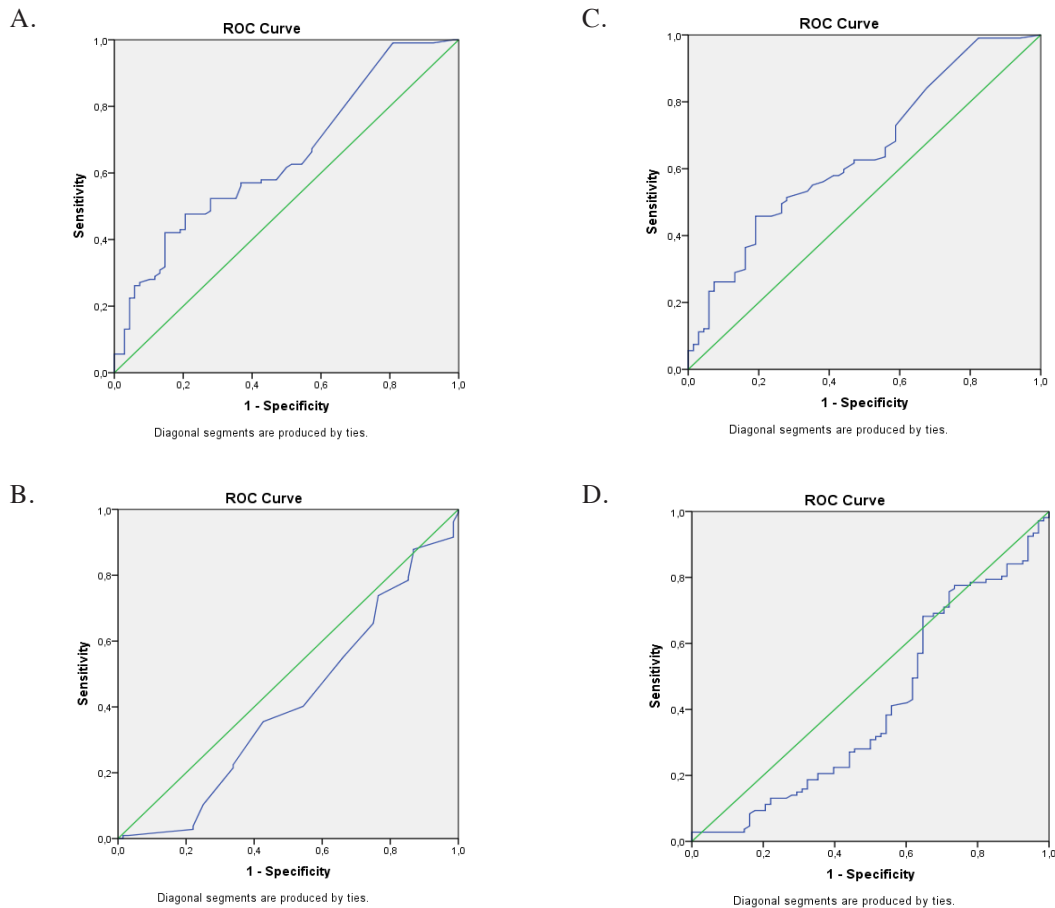 A.
ROC Curve
1,0
0,8
0,6
0,4
0,2
0,0
Sensitivity
0,0 0,2 0,4 0,6 0,8 1,0
1 - Specificity
Diagonal segments are produced by ties.
C.
ROC Curve
1,0
0,8
0,6
0,4
0,2
0,0
Sensitivity
0,0 0,2 0,4 0,6 0,8 1,0
1 - Specificity
Diagonal segments are produced by ties.
B.
ROC Curve
1,0
0,8
0,6
0,4
0,2
0,0
Sensitivity
0,0 0,2 0,4 0,6 0,8 1,0
1 - Specificity
Diagonal segments are produced by ties.
D.
ROC Curve
1,0
0,8
0,6
0,4
0,2
0,0
Sensitivity
0,0 0,2 0,4 0,6 0,8 1,0
1 - Specificity
Diagonal segments are produced by ties.